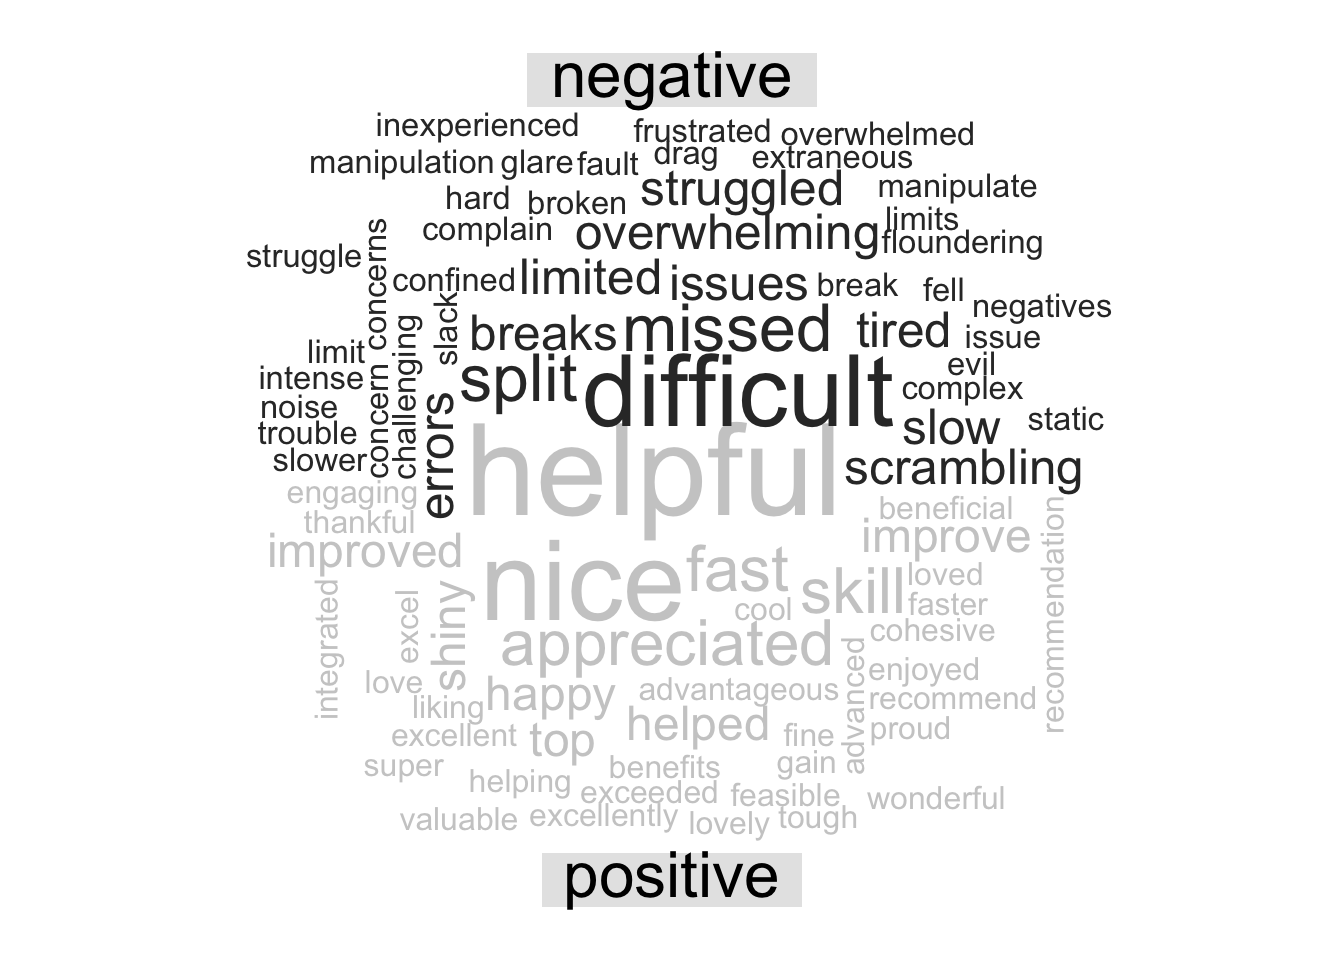 negative
inexperienced frustrated overwhelmed
manipulation glare fault drag extraneous
hard broken struggled manipulate
complain overwhelming limits
floundering
struggle concerns confined limited issues break fell
negatives
slack breaks missed tired issue
limit challenging
intense concern split difficult evil
complex
noise errors slow static
trouble
slower helpful scrambling
engaging beneficial recommendation
thankful
improved improve
integrated excel shiny nice fast skill loved
cool faster
appreciated cohesive
love happy advantageous advanced enjoyed
liking recommend
excellent top helped fine proud
super helping benefits gain
exceeded feasible wonderful
valuable excellently lovely tough
positive